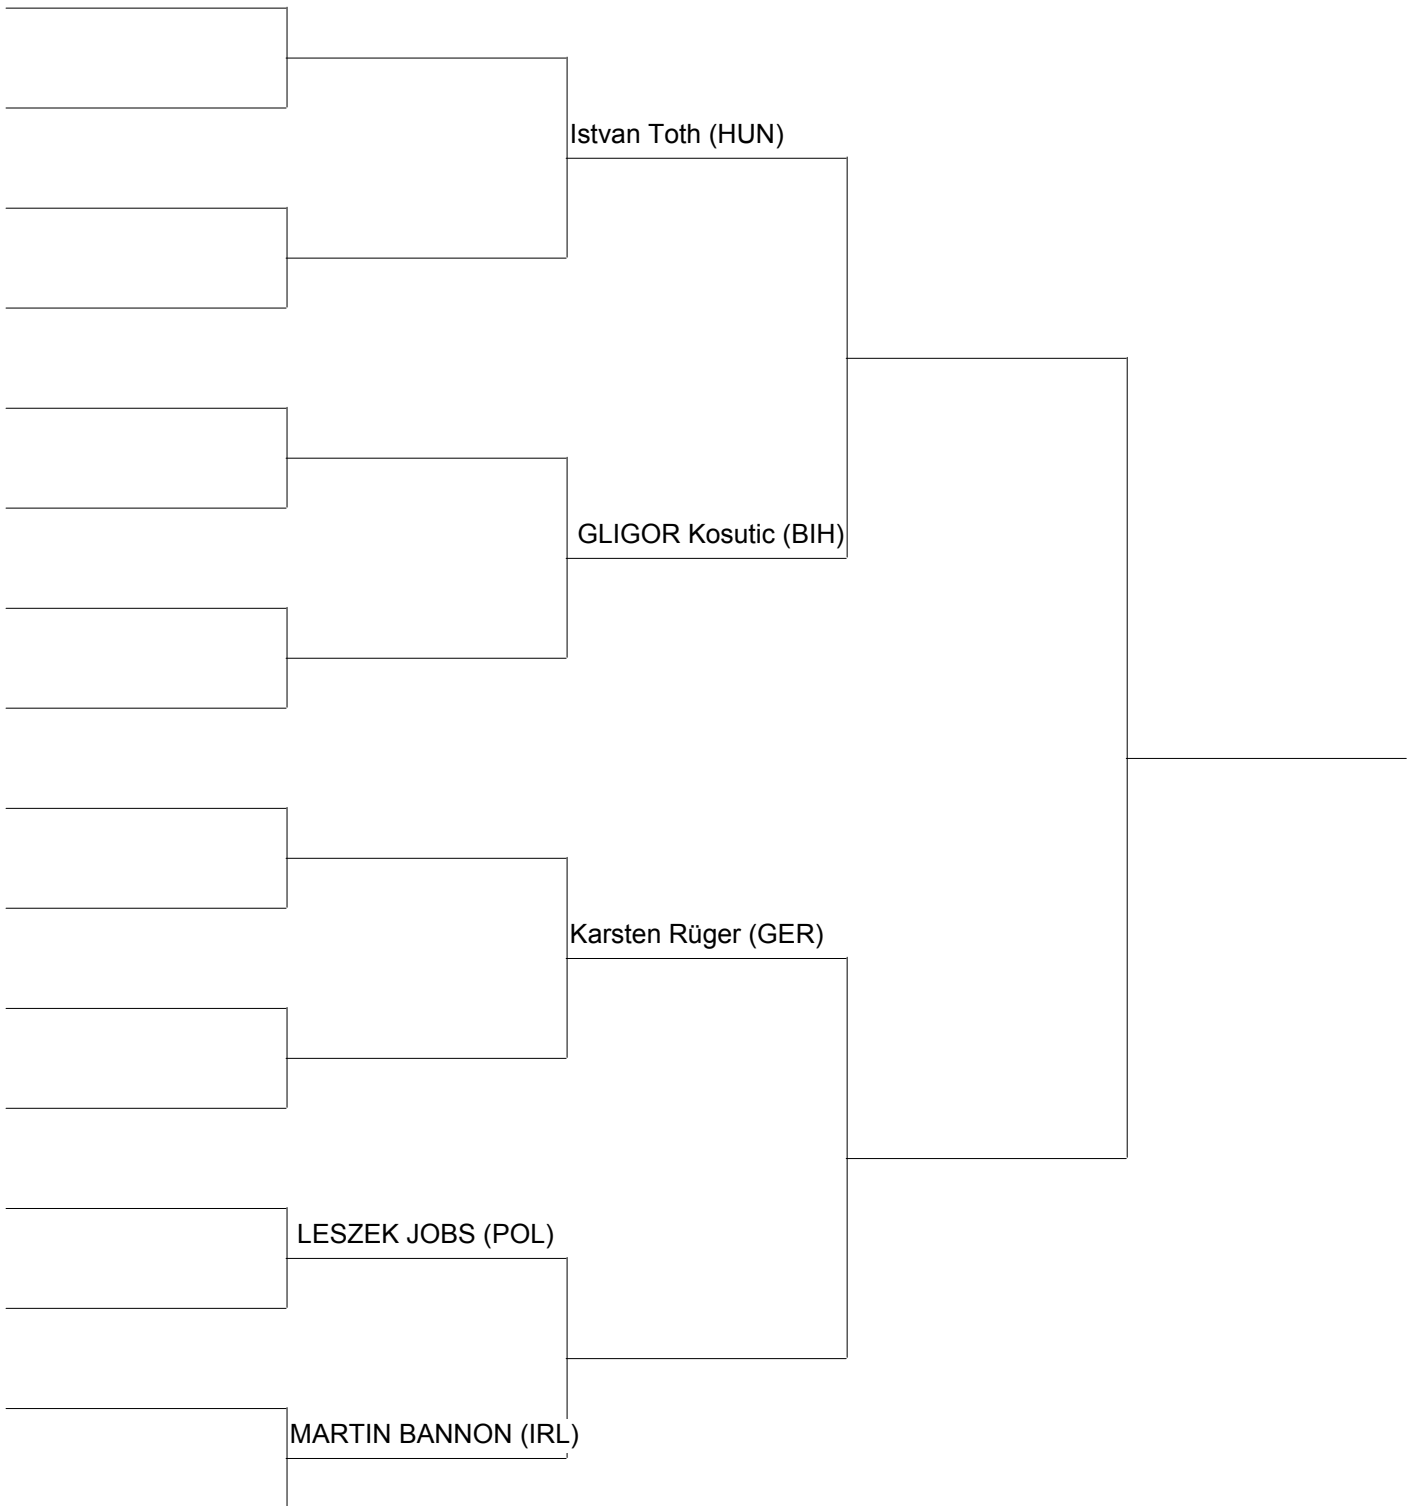 Istvan Toth (HUN)
GLIGOR Kosutic (BIH)
Karsten Rüger (GER)
LESZEK JOBS (POL)
MARTIN BANNON (IRL)